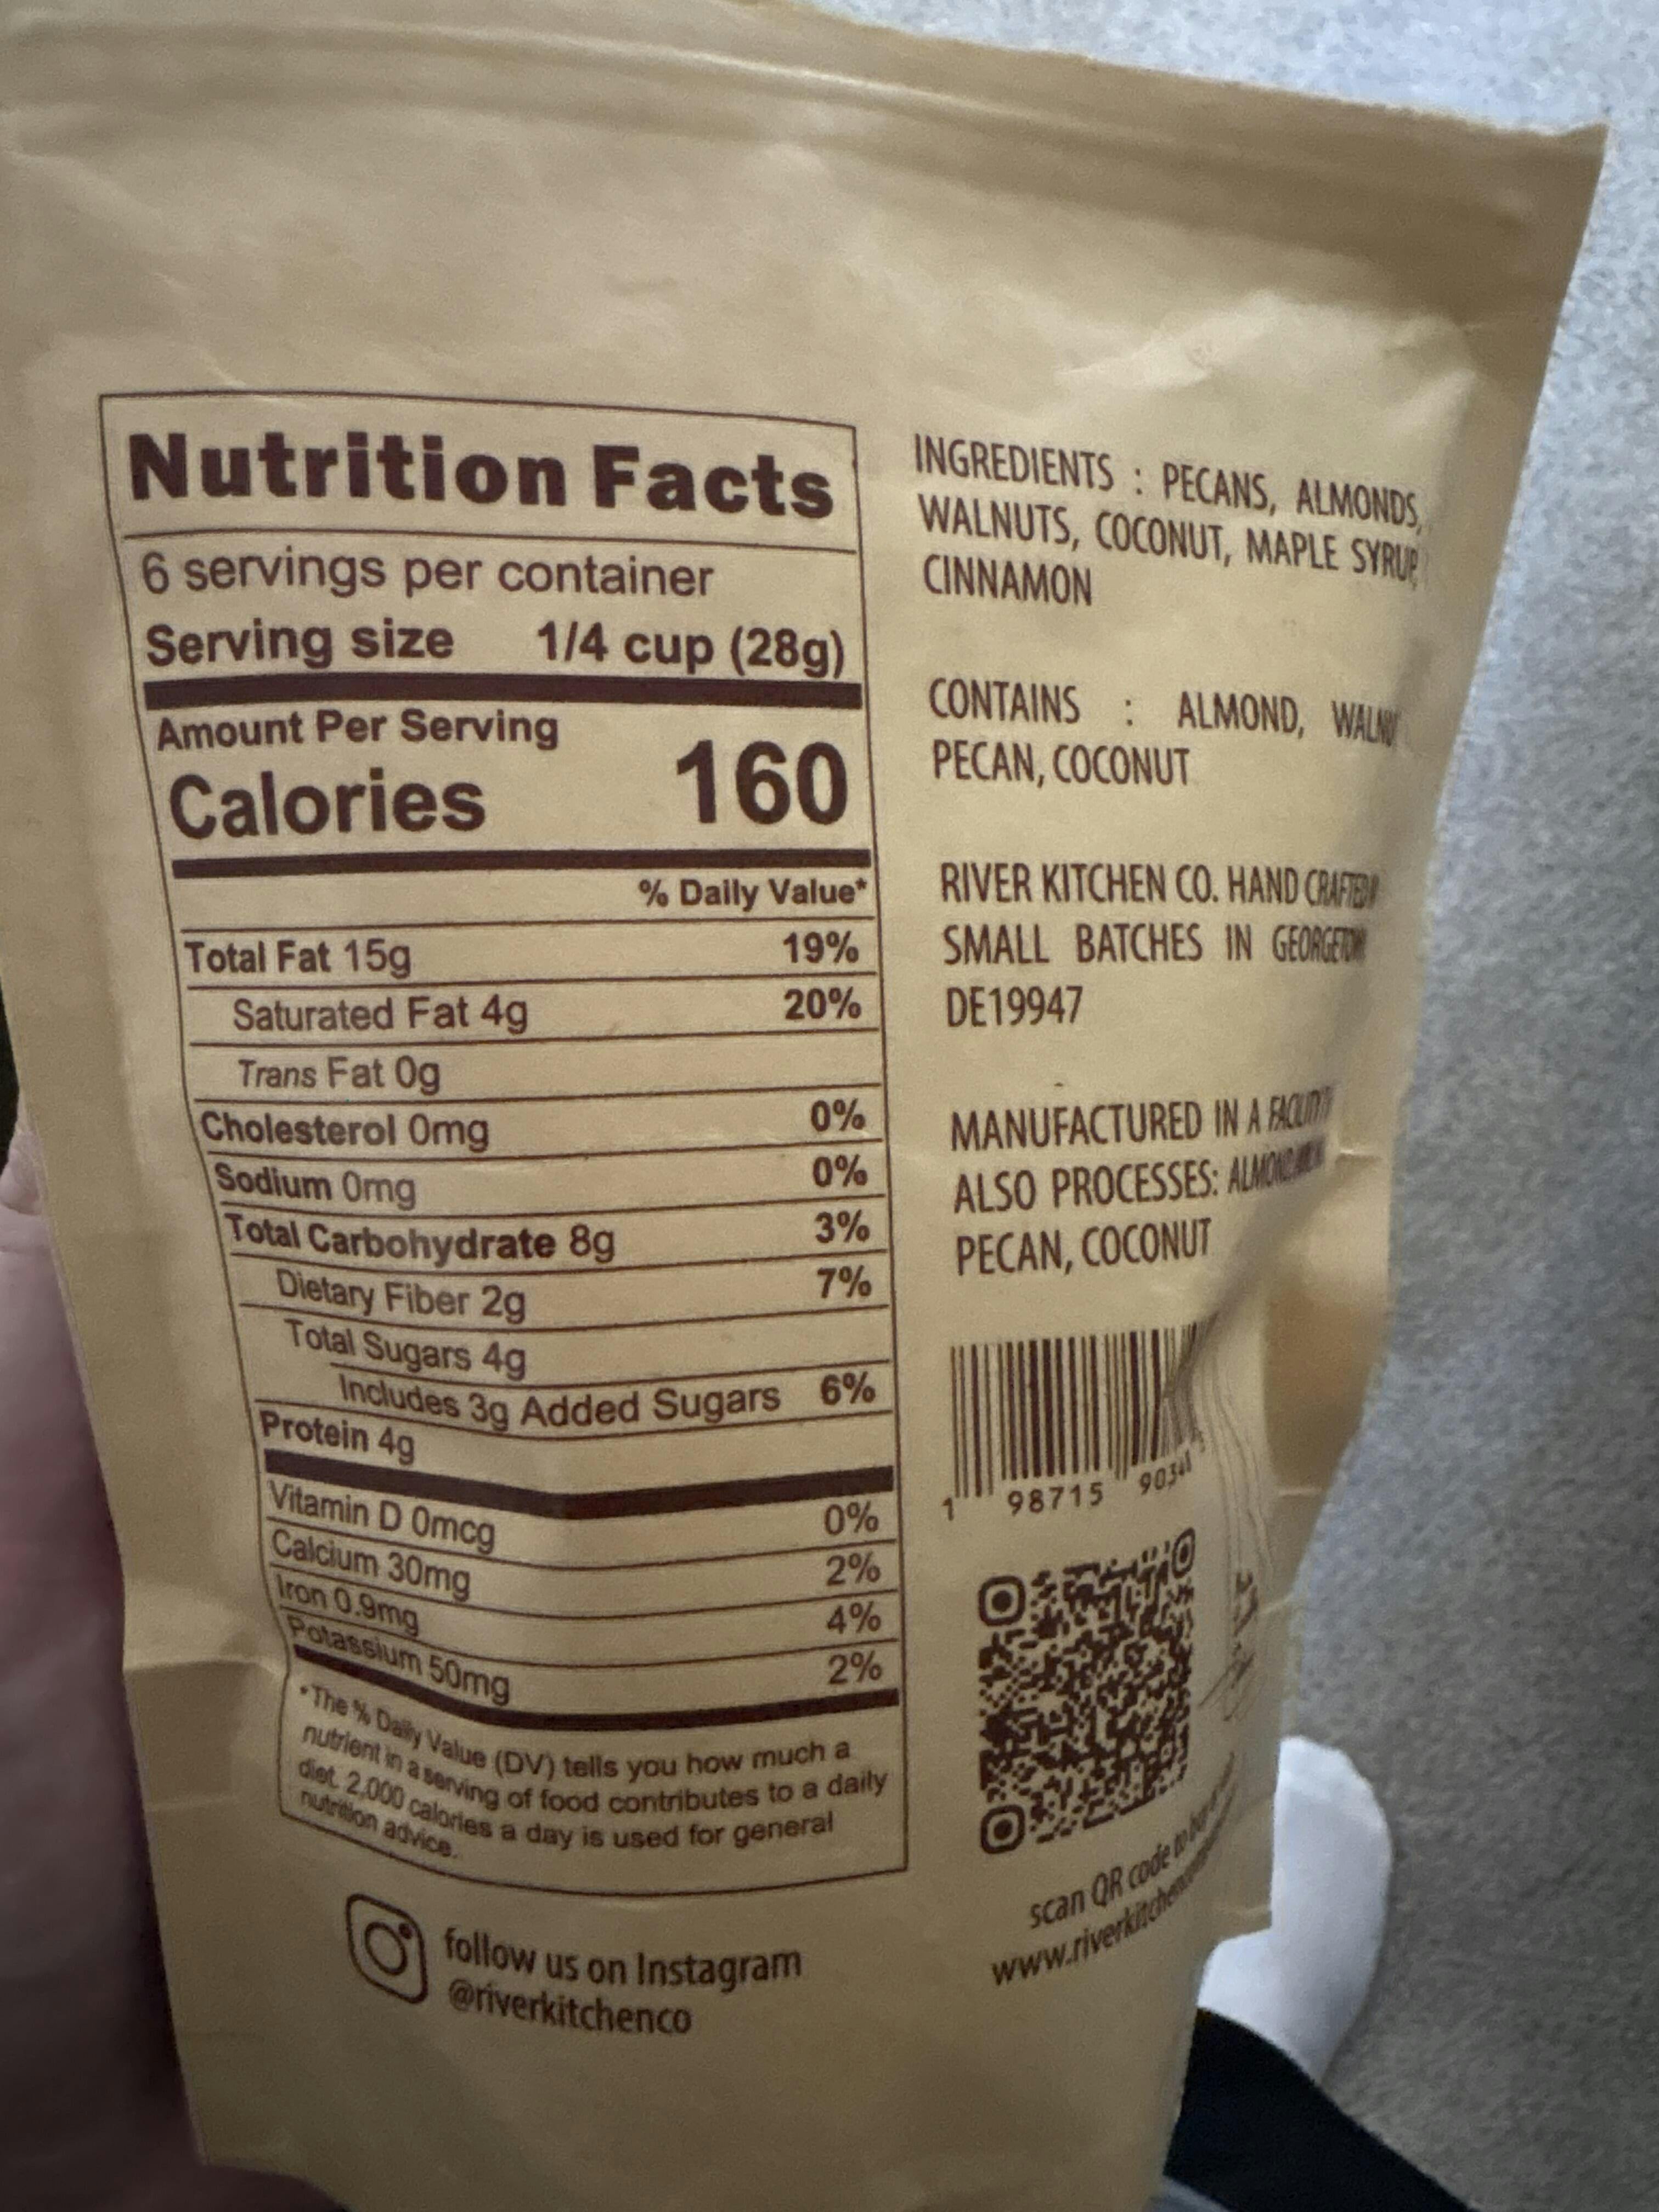 Nutrition Facts
6 servings per container
Serving size 1/4 cup (28g)
Amount Per Serving
Calories 160
% Daily Value*
Total Fat 15g 19%
Saturated Fat 4g 20%
Trans Fat 0g
Cholesterol 0mg 0%
Sodium 0mg 0%
Total Carbohydrate 8g 3%
Dietary Fiber 2g 7%
Total Sugars 4g
Includes 3g Added Sugars 6%
Protein 4g
Vitamin D 0mcg 0%
Calcium 30mg 2%
Iron 0.9mg 4%
Potassium 50mg 2%
*The % Daily Value (DV) tells you how much a
nutrient in a serving of food contributes to a daily
diet. 2,000 calories a day is used for general
nutrition advice.
follow us on Instagram
@riverkitchenco
INGREDIENTS : PECANS, ALMONDS,
WALNUTS, COCONUT, MAPLE SYRUP,
CINNAMON
CONTAINS : ALMOND,
PECAN, COCONUT
RIVER KITCHEN CO. HAND CRAFTED
SMALL BATCHES IN GEORGETOWN
DE19947
MANUFACTURED IN A FACILITY
ALSO PROCESSES: ALMOND,
PECAN, COCONUT
1 98715
scan QR code to